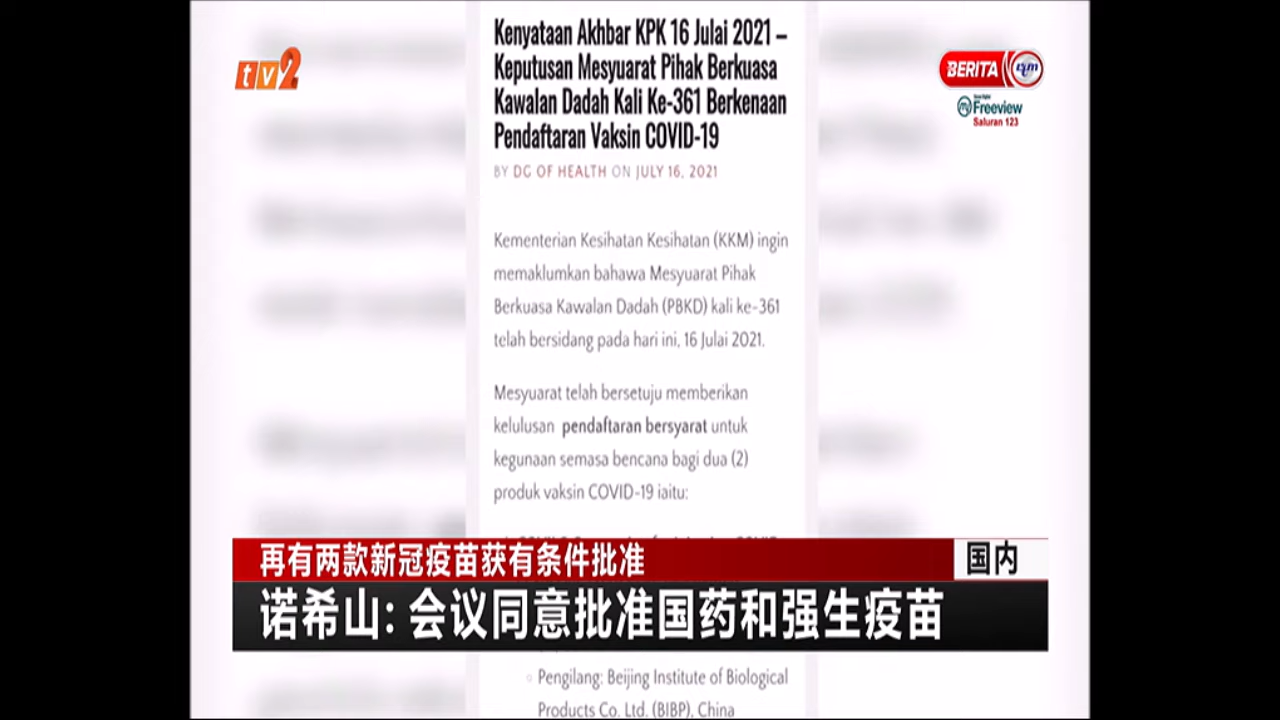 Kenyataan Akhbar KPK 16 Julai 2021 –
Keputusan Mesyuarat Pihak Berkuasa
Kawalan Dadah Kali Ke-361 Berkenaan
Pendaftaran Vaksin COVID-19
BY DG OF HEALTH ON JULY 16, 2021
tv2
BERITA rtm
Freeview
Saluran 123
Kementerian Kesihatan Kesihatan (KKM) ingin
memaklumkan bahawa Mesyuarat Pihak
Berkuasa Kawalan Dadah (PBKD) kali ke-361
telah bersidang pada hari ini, 16 Julai 2021.
Mesyuarat telah bersetuju memberikan
kelulusan pendaftaran bersyarat untuk
kegunaan semasa bencana bagi dua (2)
produk vaksin COVID-19 iaitu:
再有两款新冠疫苗获有条件批准
国内
诺希山: 会议同意批准国药和强生疫苗
Pengilang: Beijing Institute of Biological
Products Co. Ltd. (BIBP), China